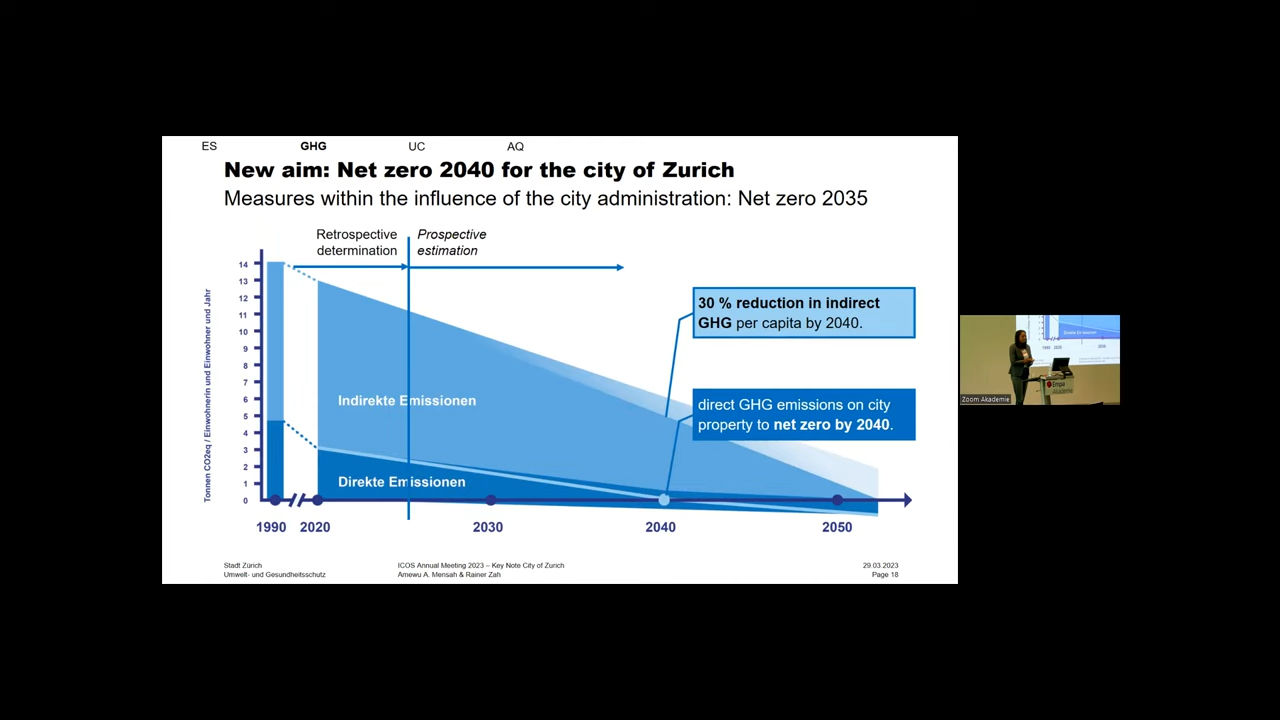 ES GHG UC AQ
New aim: Net zero 2040 for the city of Zurich
Measures within the influence of the city administration: Net zero 2035
Retrospective
determination
Prospective
estimation
Tonnen CO2eq / Einwohnerin und Einwohner und Jahr
14
13
12
11
10
9
8
7
6
5
4
3
2
1
0
Indirekte Emissionen
Direkte Emissionen
30 % reduction in indirect
GHG per capita by 2040.
direct GHG emissions on city
property to net zero by 2040.
1990 2020 2030 2040 2050
Stadt Zürich
Umwelt- und Gesundheitsschutz
ICOS Annual Meeting 2023 – Key Note City of Zurich
Amewu A. Mensah & Rainer Zah
29.03.2023
Page 18
Empa
Akademie
Zoom Akademie